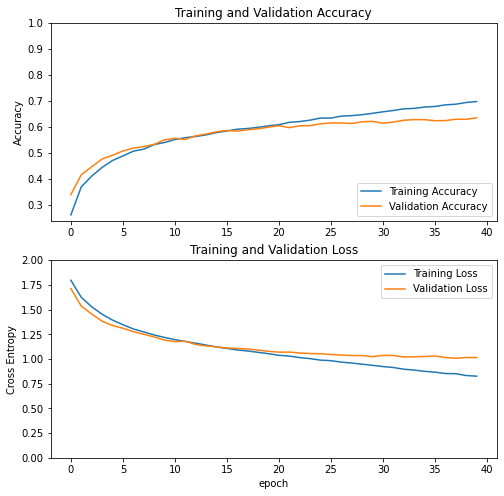 Training and Validation Accuracy
1.0
0.9
0.8
0.7
0.6
0.5
0.4
0.3
Accuracy
Training Accuracy
Validation Accuracy
0 5 10 15 20 25 30 35 40
Training and Validation Loss
2.00
1.75
1.50
1.25
1.00
0.75
0.50
0.25
0.00
Cross Entropy
Training Loss
Validation Loss
0 5 10 15 20 25 30 35 40
epoch